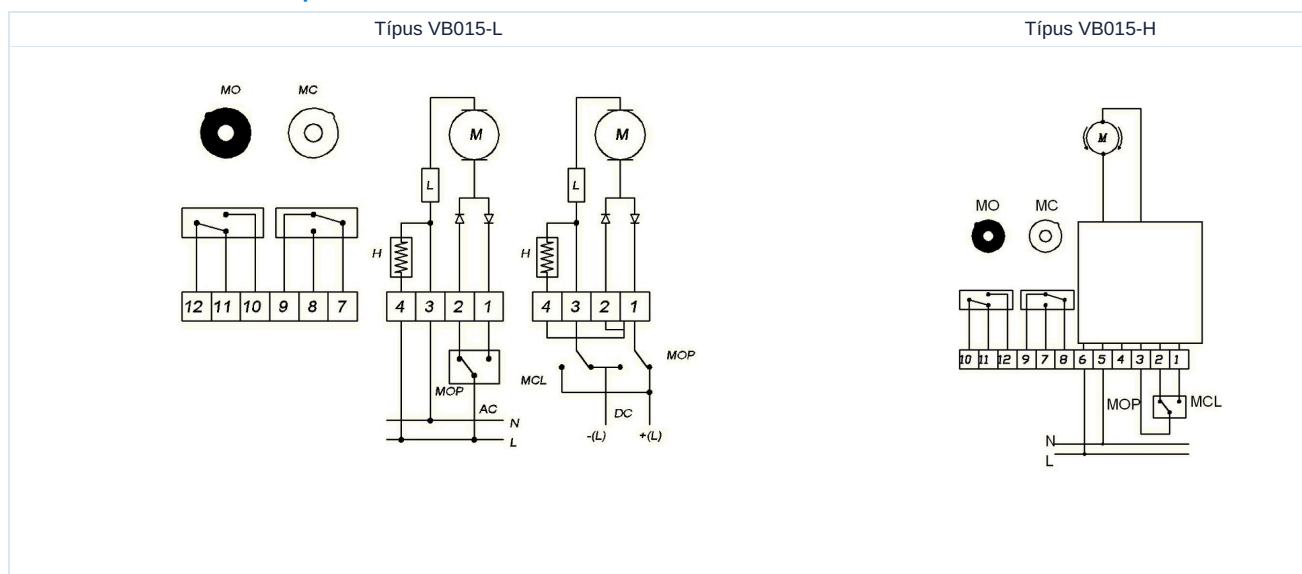 Típus VB015-L
Típus VB015-H
MO MC
M
L
H
12 11 10 9 8 7
4 3 2 1
MOP
AC
N
L
M
L
H
4 3 2 1
MOP
MCL
DC
-(L) +(L)
M
MO MC
10 11 12 9 7 8 6 5 4 3 2 1
MOP MCL
N
L